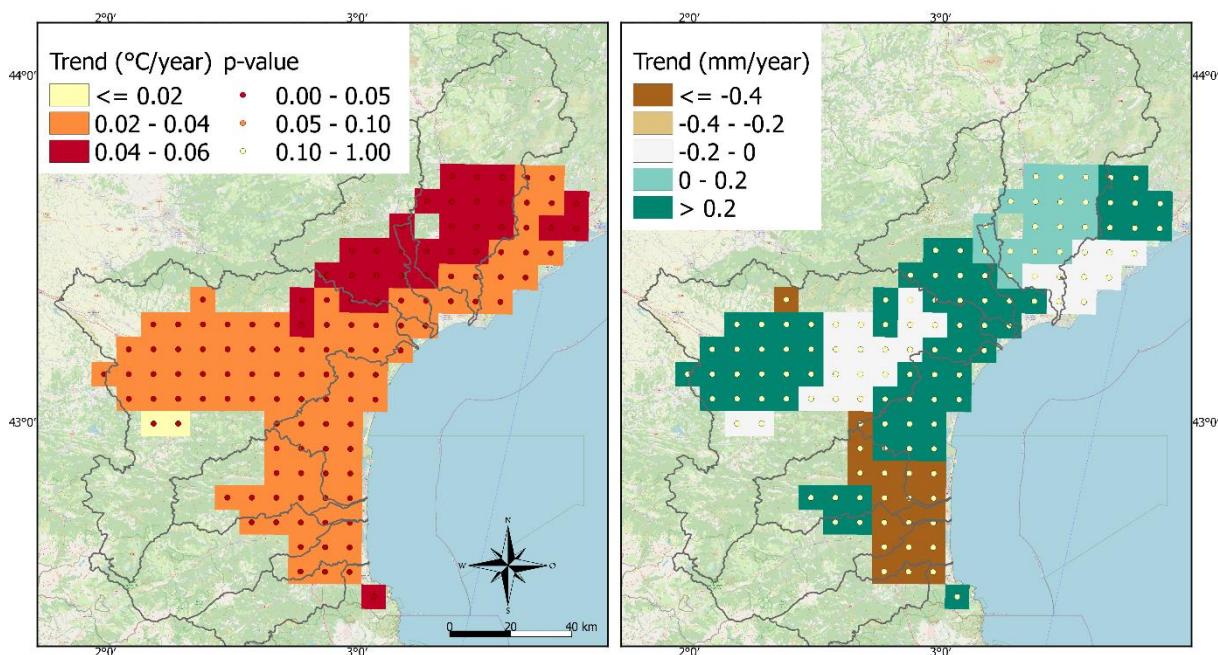 2°0' 3°0' 2°0' 3°0'
44°0' 44°0'
Trend (°C/year) p-value
<= 0.02 0.00 - 0.05
0.02 - 0.04 0.05 - 0.10
0.04 - 0.06 0.10 - 1.00
Trend (mm/year)
<= -0.4
-0.4 - -0.2
-0.2 - 0
0 - 0.2
> 0.2
43°0' 43°0'
N
W O
S
0 20 40 km
2°0' 3°0' 2°0' 3°0'